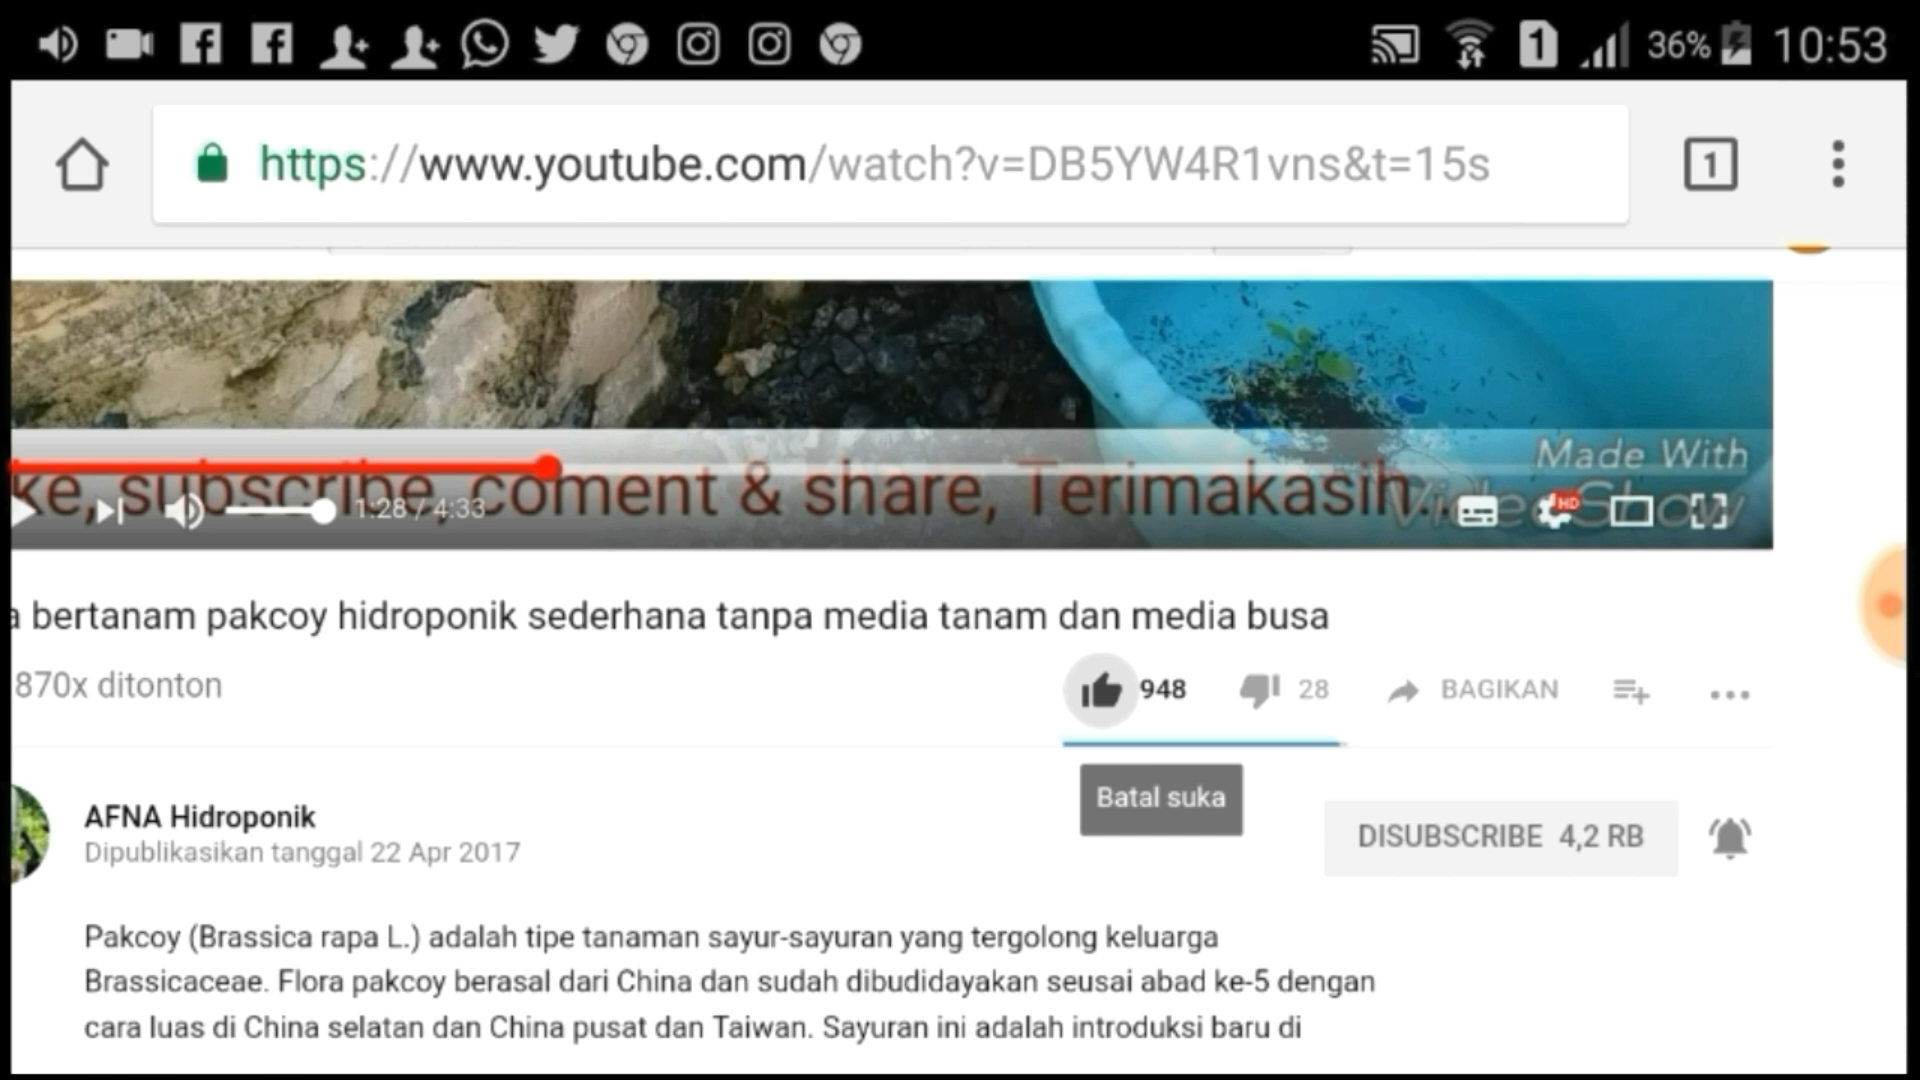 1 36% 10:53
https://www.youtube.com/watch?v=DB5YW4R1vns&t=15s 1
Made With
ke, subscribe, coment & share, Terimakasih.
VideoShow
1:28 / 4:33 HD
a bertanam pakcoy hidroponik sederhana tanpa media tanam dan media busa
870x ditonton
948 28 BAGIKAN
Batal suka
AFNA Hidroponik
Dipublikasikan tanggal 22 Apr 2017
DISUBSCRIBE 4,2 RB
Pakcoy (Brassica rapa L.) adalah tipe tanaman sayur-sayuran yang tergolong keluarga
Brassicaceae. Flora pakcoy berasal dari China dan sudah dibudidayakan seusai abad ke-5 dengan
cara luas di China selatan dan China pusat dan Taiwan. Sayuran ini adalah introduksi baru di